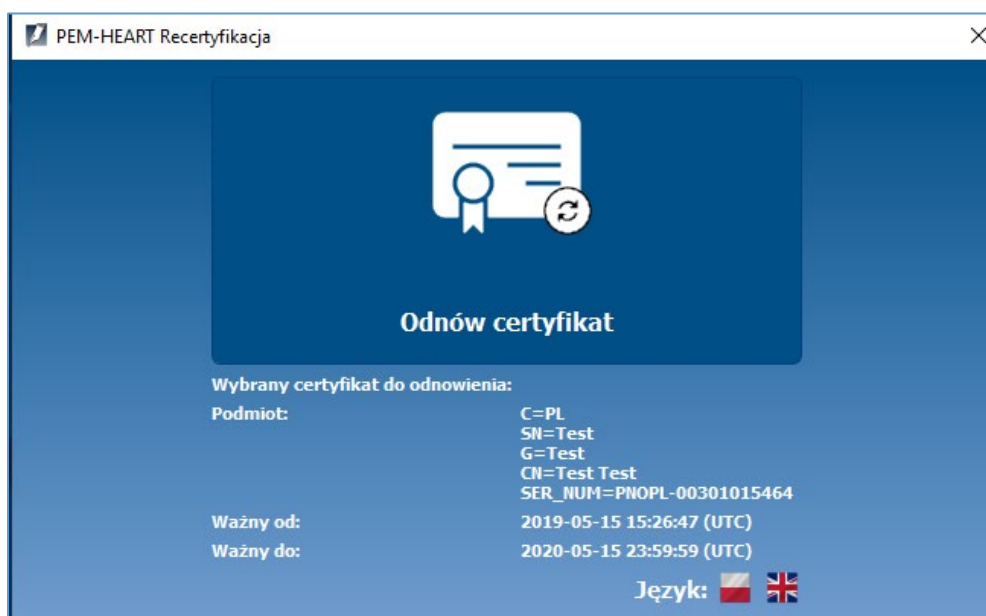 PEM-HEART Recertyfikacja
Odnów certyfikat
Wybrany certyfikat do odnowienia:
Podmiot: C=PL
SN=Test
G=Test
CN=Test Test
SER_NUM=PNOPL-00301015464
Ważny od: 2019-05-15 15:26:47 (UTC)
Ważny do: 2020-05-15 23:59:59 (UTC)
Język: